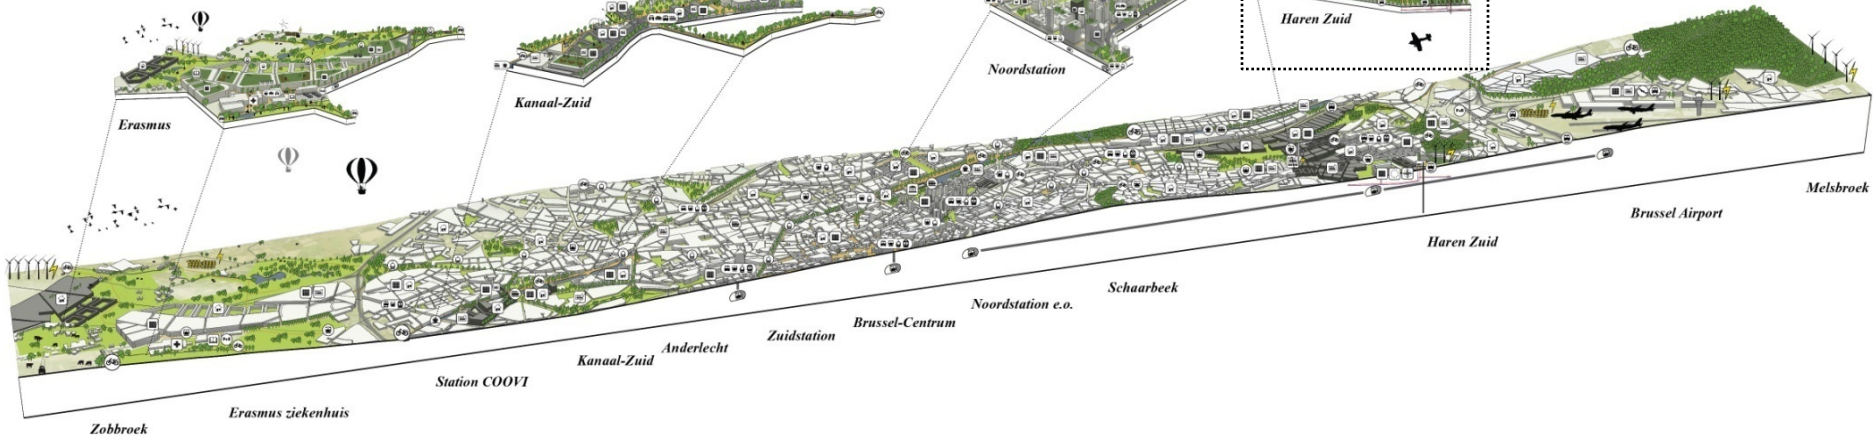 Haren Zuid
Noordstation
Kanaal-Zuid
Erasmus
Melsbroek
Brussel Airport
Haren Zuid
Schaarbeek
Noordstation e.o.
Brussel-Centrum
Zuidstation
Anderlecht
Kanaal-Zuid
Station COOVI
Erasmus ziekenhuis
Zobbroek